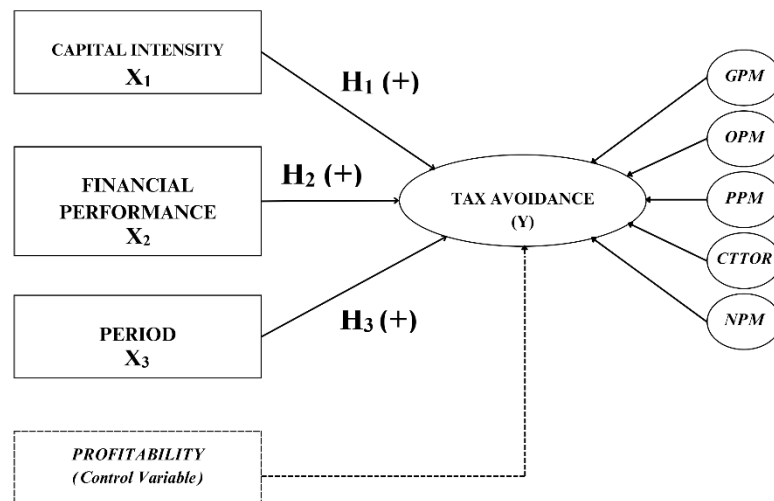 CAPITAL INTENSITY
X₁
H₁ (+)
FINANCIAL
PERFORMANCE
X₂
H₂ (+)
PERIOD
X₃
H₃ (+)
PROFITABILITY
(Control Variable)
TAX AVOIDANCE
(Y)
GPM
OPM
PPM
CTTOR
NPM